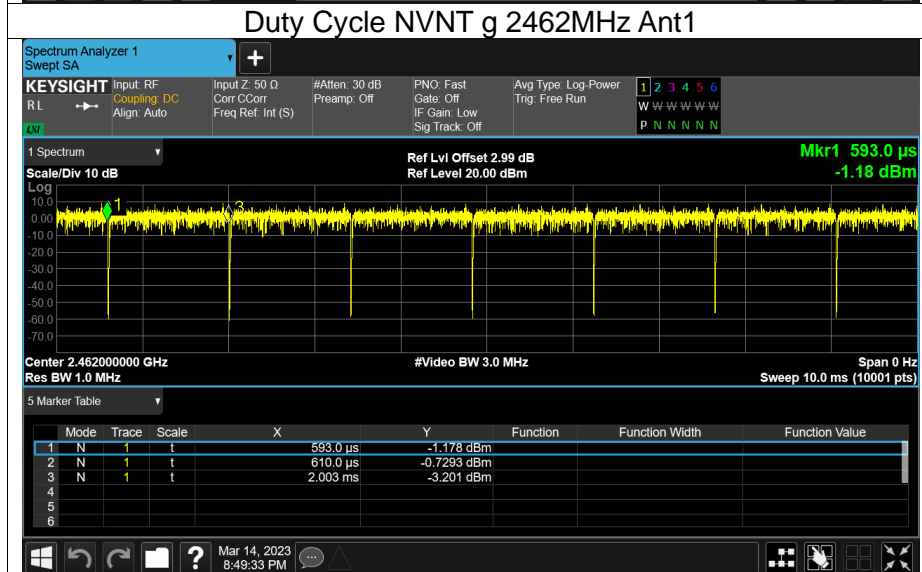 Duty Cycle NVNT g 2462MHz Ant1
Spectrum Analyzer 1
Swept SA
+
KEYSIGHT Input: RF Input Z: 50 Ω #Atten: 30 dB PNO: Fast Avg Type: Log-Power 1 2 3 4 5 6
R L Coupling: DC Corr CCorr Preamp: Off Gate: Off Trig: Free Run
Align: Auto Freq Ref: Int (S) IF Gain: Low W W W W W W
LXI Sig Track: Off P N N N N N
1 Spectrum Ref Lvl Offset 2.99 dB Mkr1 593.0 µs
Scale/Div 10 dB Ref Level 20.00 dBm -1.18 dBm
Log
10.0 1 3
0.00
-10.0
-20.0
-30.0
-40.0
-50.0
-60.0
-70.0
Center 2.462000000 GHz #Video BW 3.0 MHz Span 0 Hz
Res BW 1.0 MHz Sweep 10.0 ms (10001 pts)
5 Marker Table
Mode Trace Scale X Y Function Function Width Function Value
1 N 1 t 593.0 µs -1.178 dBm
2 N 1 t 610.0 µs -0.7293 dBm
3 N 1 t 2.003 ms -3.201 dBm
4
5
6
? Mar 14, 2023
8:49:33 PM